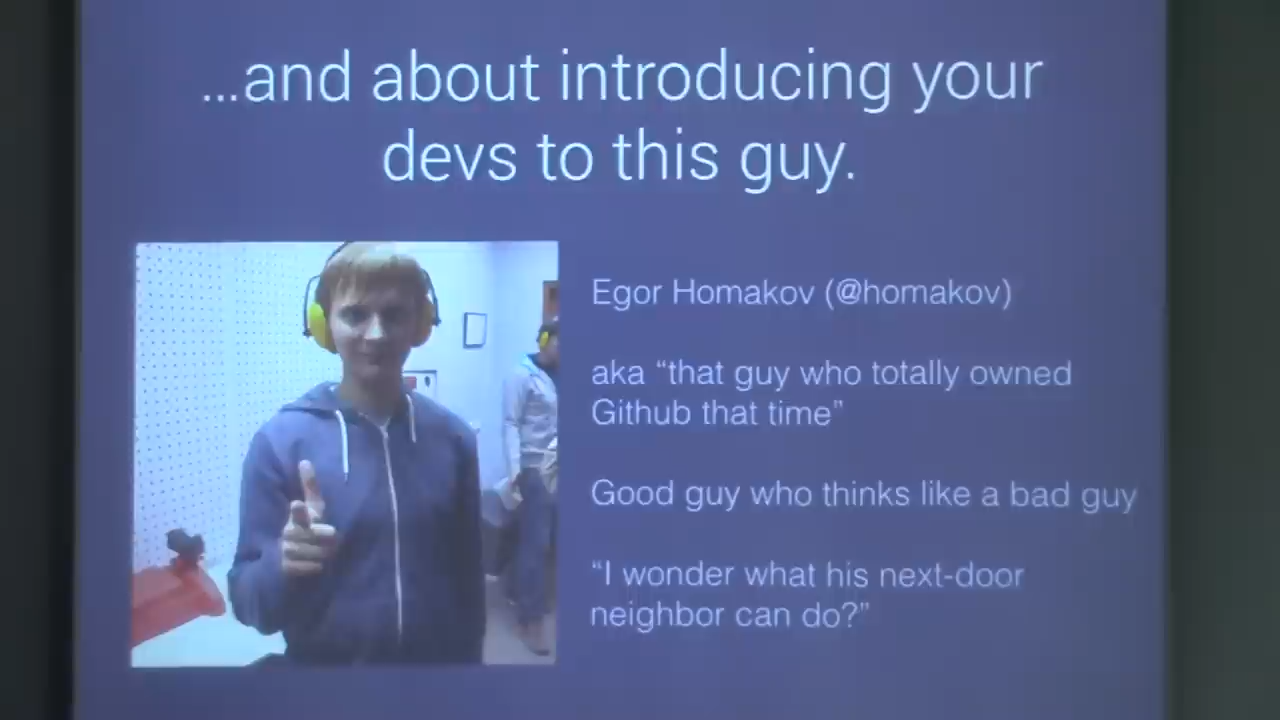 ...and about introducing your
devs to this guy.
Egor Homakov (@homakov)
aka “that guy who totally owned
Github that time”
Good guy who thinks like a bad guy
“I wonder what his next-door
neighbor can do?”